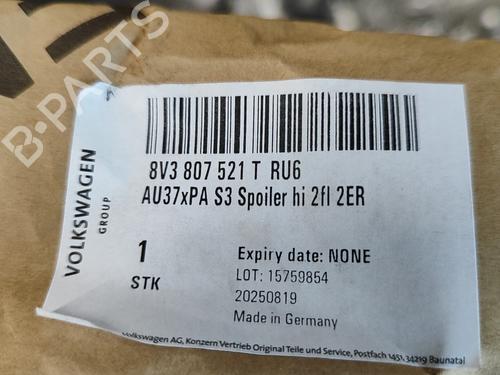 8V3 807 521 T RU6
AU37xPA S3 Spoiler hi 2fl 2ER
VOLKSWAGEN
GROUP
1
STK
Expiry date: NONE
LOT: 15759854
20250819
Made in Germany
Volkswagen AG, Konzern Vertrieb Original Teile und Service, Postfach 1451, 34219 Baunatal
B-PARTS